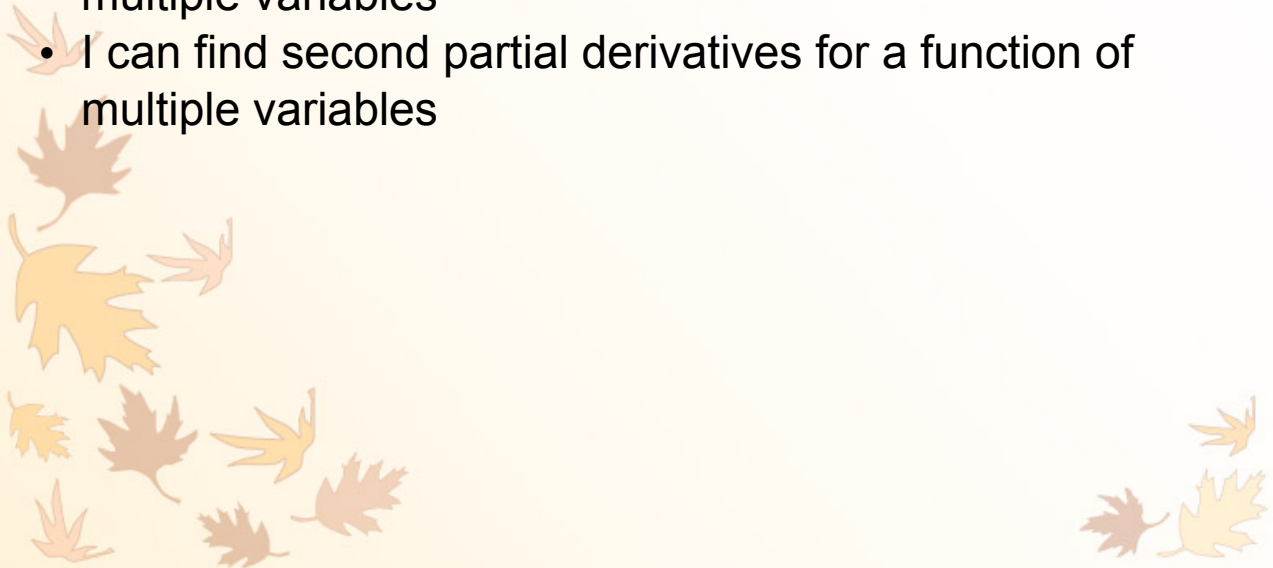 multiple variables
• I can find second partial derivatives for a function of
multiple variables